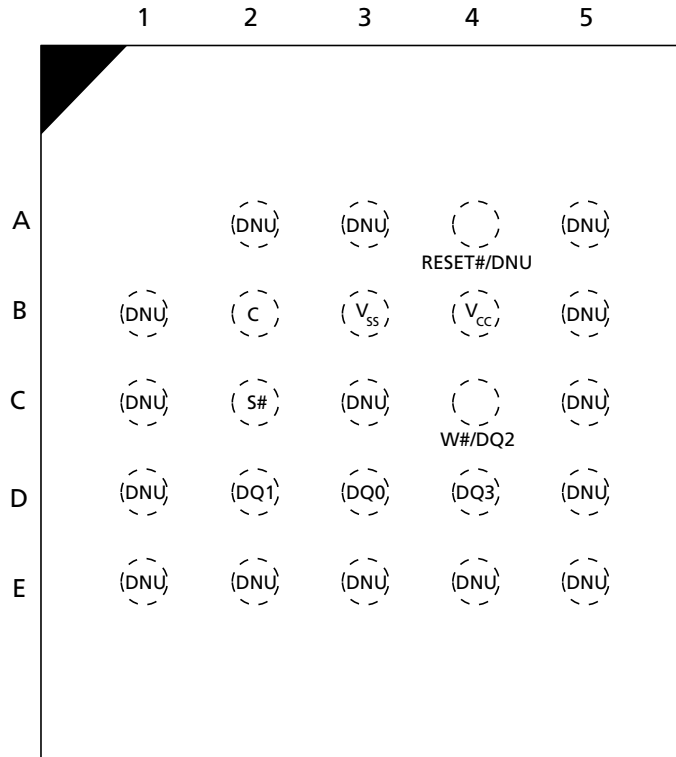 1 2 3 4 5
A DNU DNU DNU
RESET#/DNU
B DNU C VSS VCC DNU
C DNU S# DNU DNU
W#/DQ2
D DNU DQ1 DQ0 DQ3 DNU
E DNU DNU DNU DNU DNU